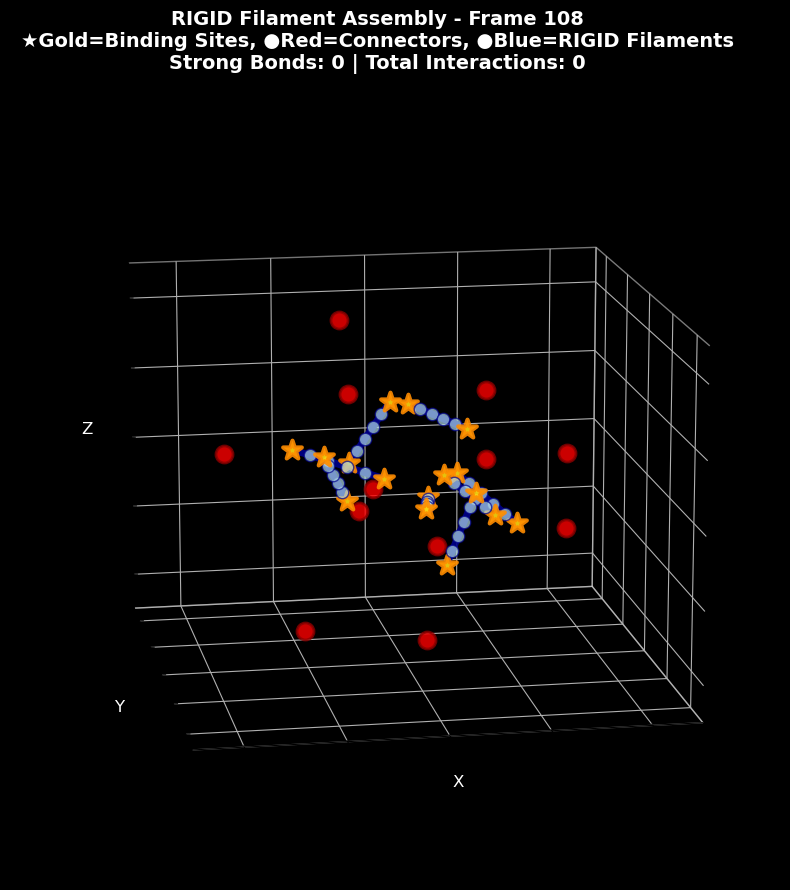 RIGID Filament Assembly - Frame 108
★Gold=Binding Sites, ●Red=Connectors, ●Blue=RIGID Filaments
Strong Bonds: 0 | Total Interactions: 0
Z
Y
X